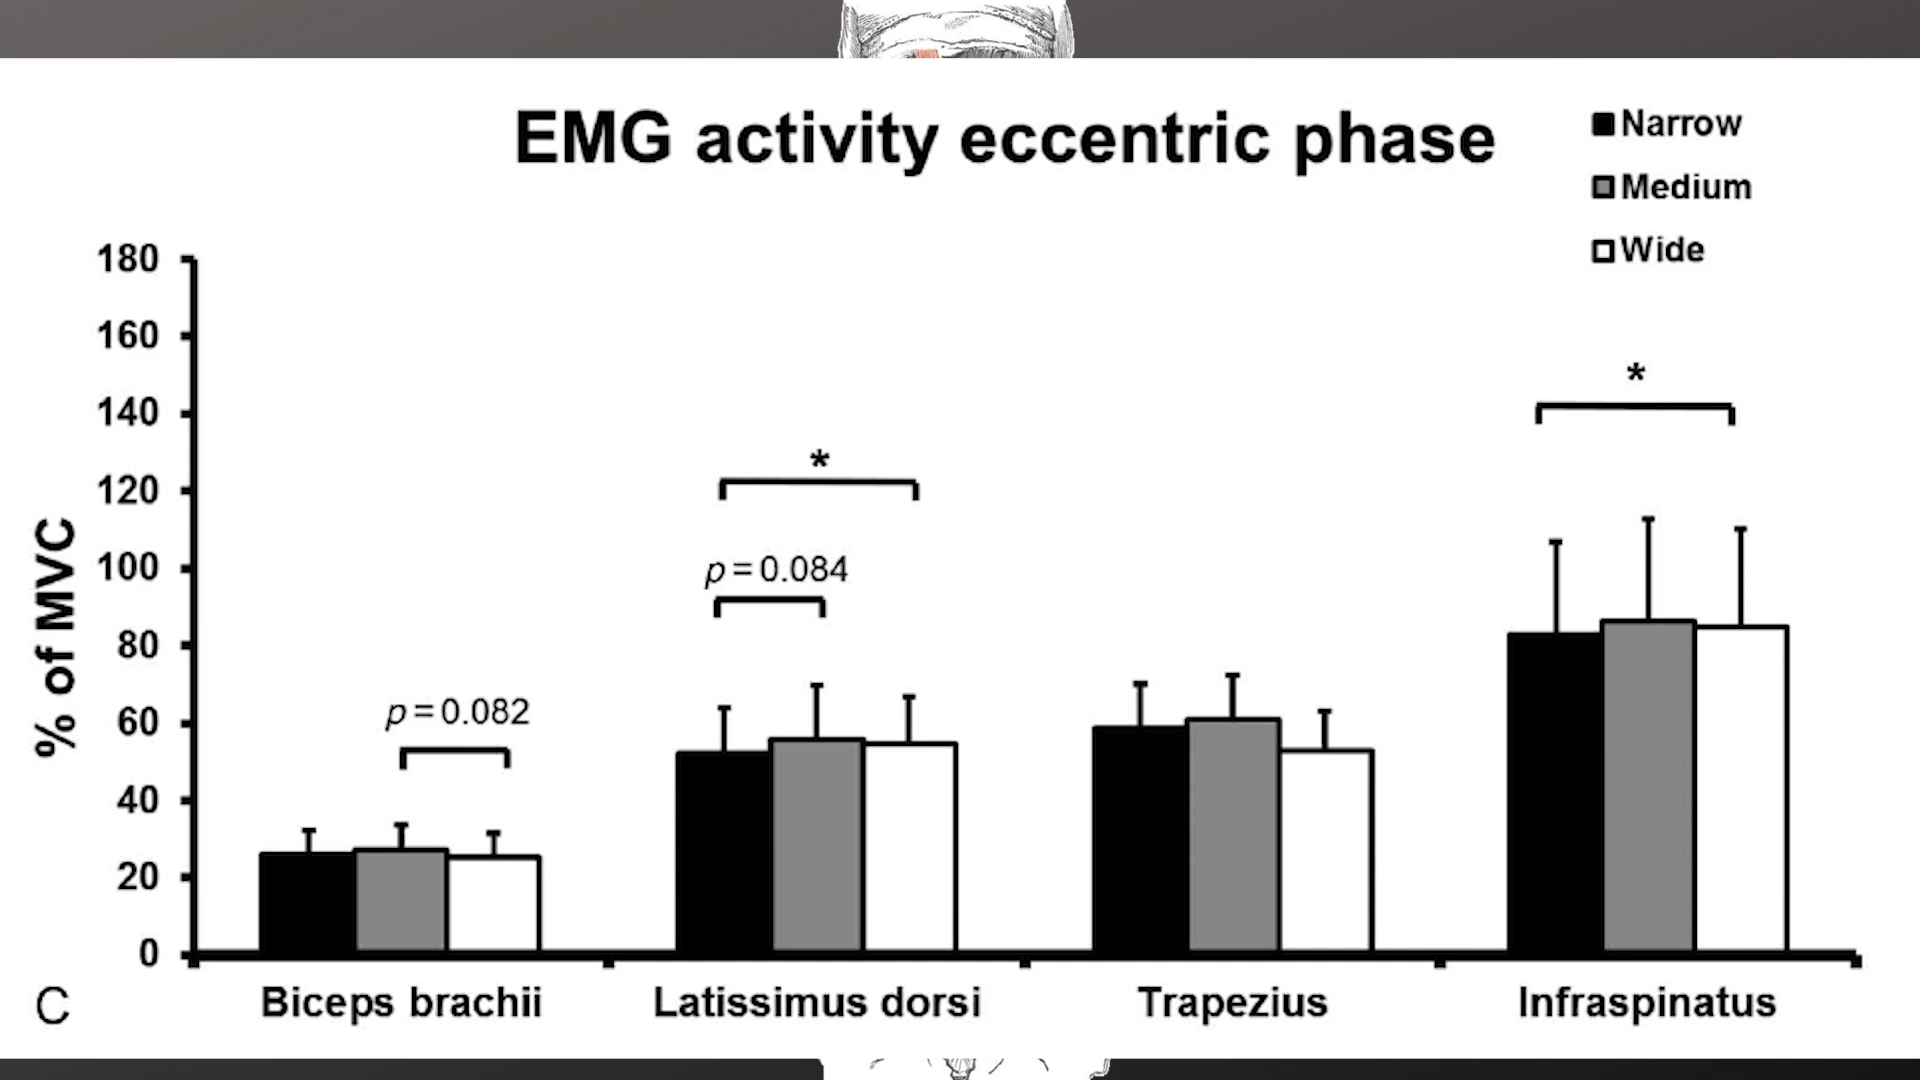 EMG activity eccentric phase
Narrow
Medium
Wide
% of MVC
180
160
140
120
100
80
60
40
20
0
p = 0.082
*
p = 0.084
*
Biceps brachii
Latissimus dorsi
Trapezius
Infraspinatus
C